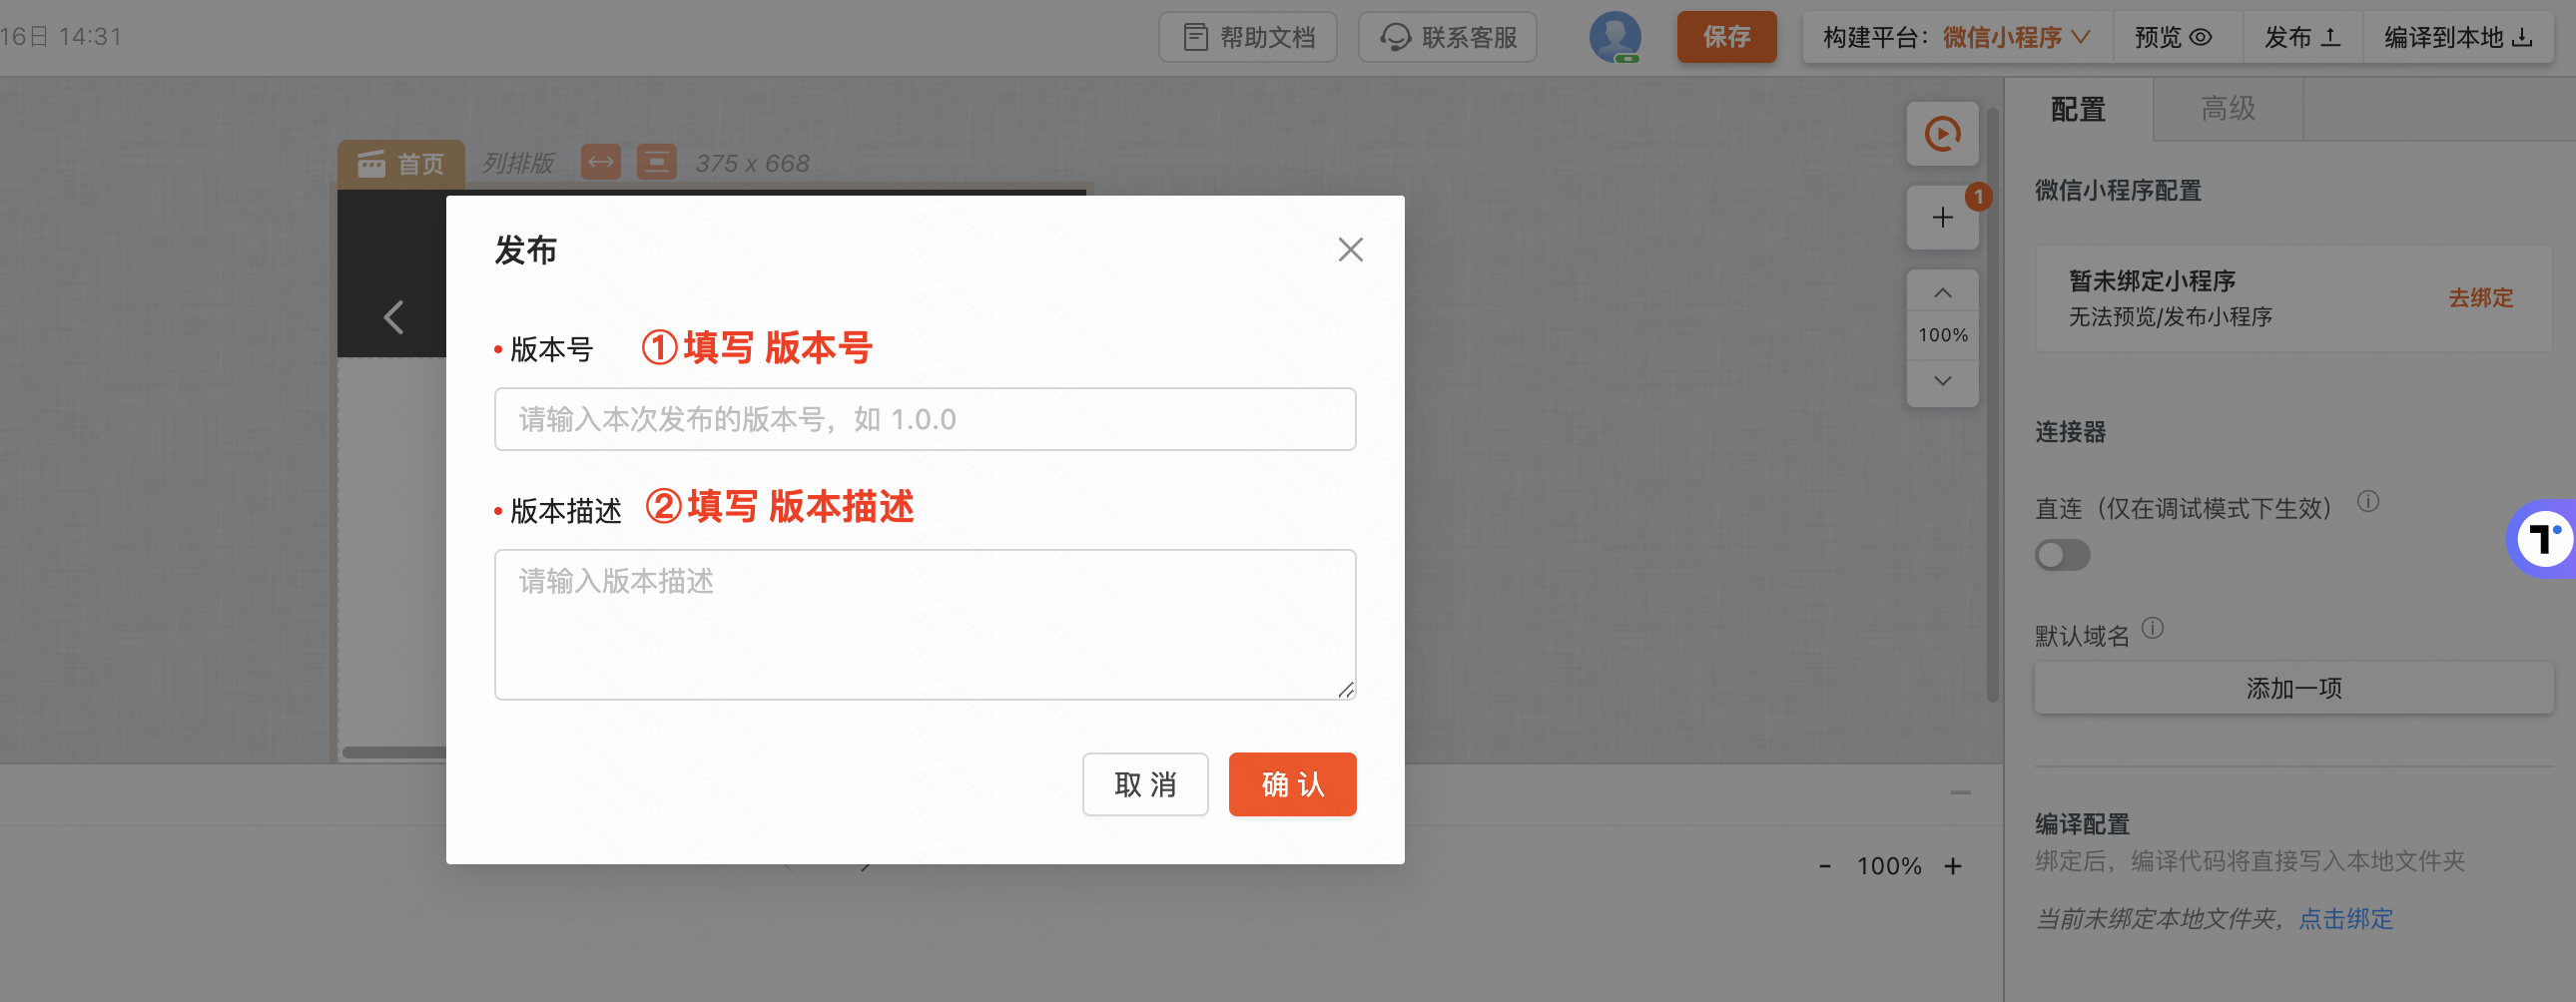 16日 14:31
帮助文档
联系客服
保存
构建平台：微信小程序
预览
发布
编译到本地
首页
列排版
375 x 668
配置
高级
1
微信小程序配置
暂未绑定小程序
无法预览/发布小程序
去绑定
100%
发布
版本号
①填写 版本号
请输入本次发布的版本号，如 1.0.0
版本描述
②填写 版本描述
请输入版本描述
取 消
确 认
连接器
直连（仅在调试模式下生效）
默认域名
添加一项
- 100% +
编译配置
绑定后，编译代码将直接写入本地文件夹
当前未绑定本地文件夹，点击绑定